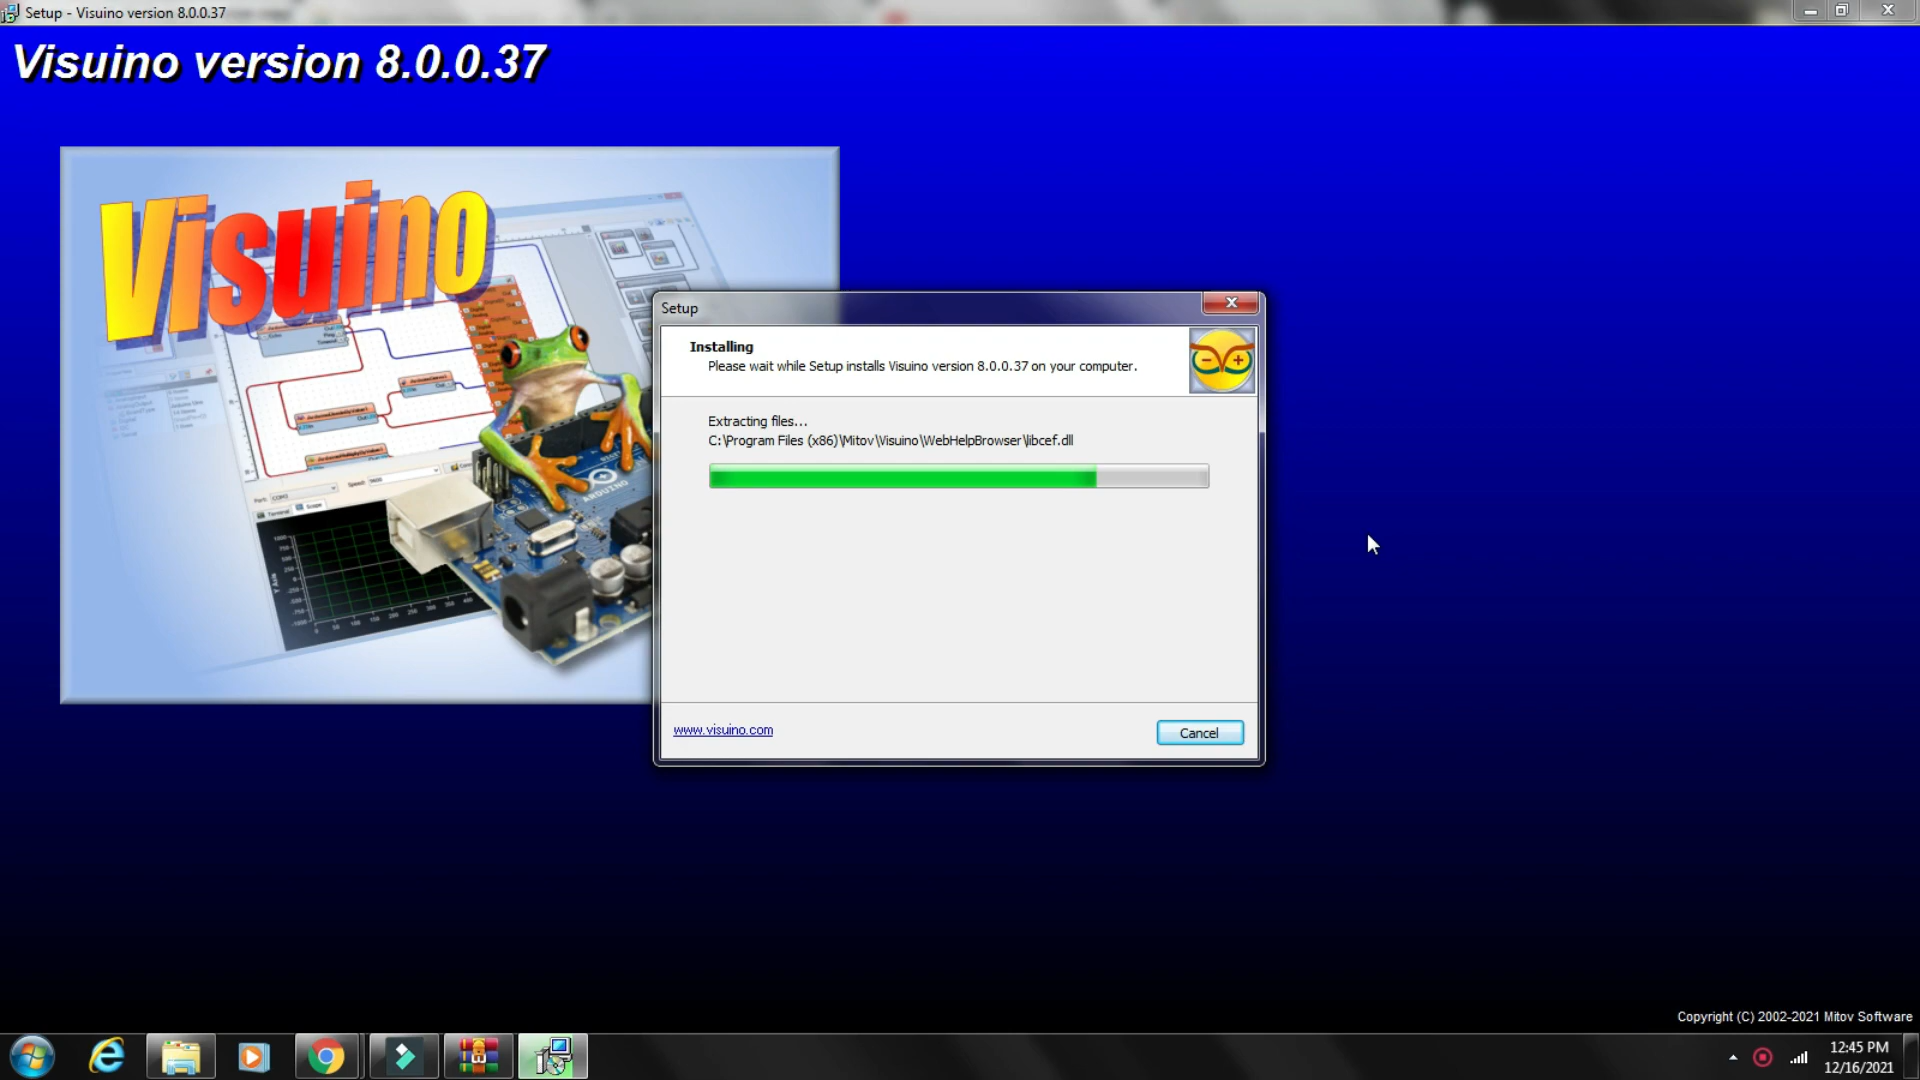 Setup - Visuino version 8.0.0.37
Visuino version 8.0.0.37
Visuino
Setup
Installing
Please wait while Setup installs Visuino version 8.0.0.37 on your computer.
Extracting files...
C:\Program Files (x86)\Mitov\Visuino\WebHelpBrowser\libcef.dll
ARDUINO
www.visuino.com
Cancel
Copyright (C) 2002-2021 Mitov Software
12:45 PM
12/16/2021